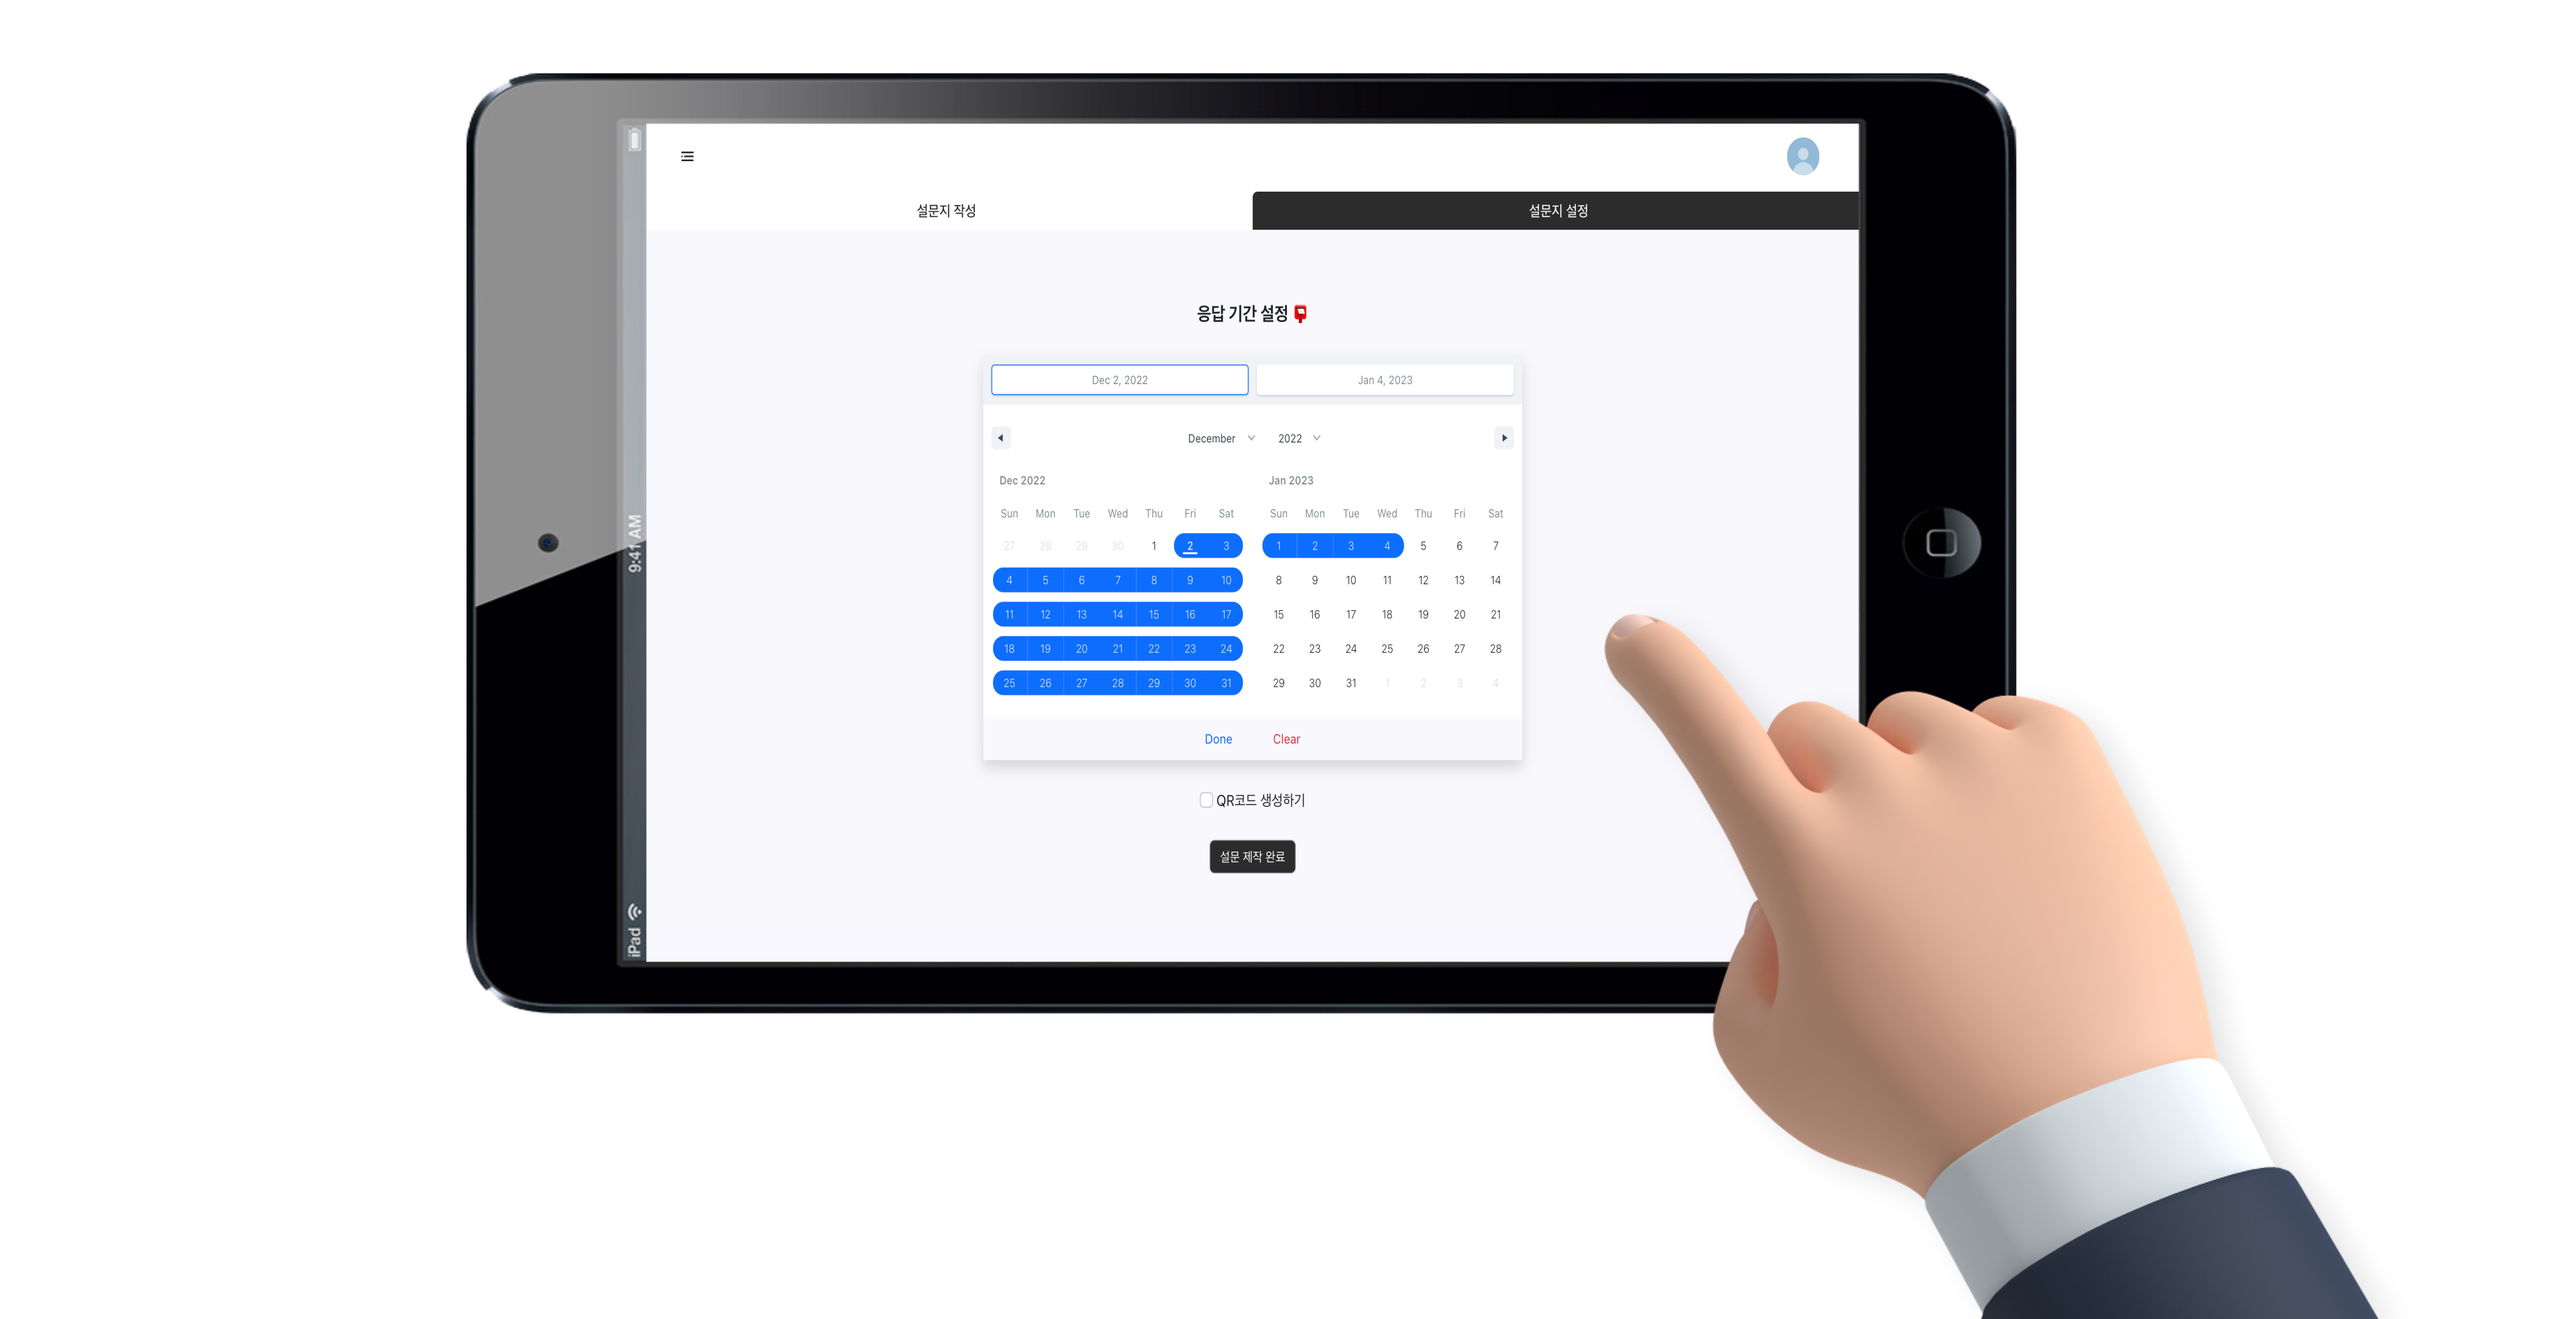 설문지 작성
설문지 설정
응답 기간 설정
Dec 2, 2022
Jan 4, 2023
December 2022
Dec 2022
Sun Mon Tue Wed Thu Fri Sat
27 28 29 30 1 2 3
4 5 6 7 8 9 10
11 12 13 14 15 16 17
18 19 20 21 22 23 24
25 26 27 28 29 30 31
Jan 2023
Sun Mon Tue Wed Thu Fri Sat
1 2 3 4 5 6 7
8 9 10 11 12 13 14
15 16 17 18 19 20 21
22 23 24 25 26 27 28
29 30 31 1 2 3 4
Done
Clear
QR코드 생성하기
설문 제작 완료
iPad
9:41 AM